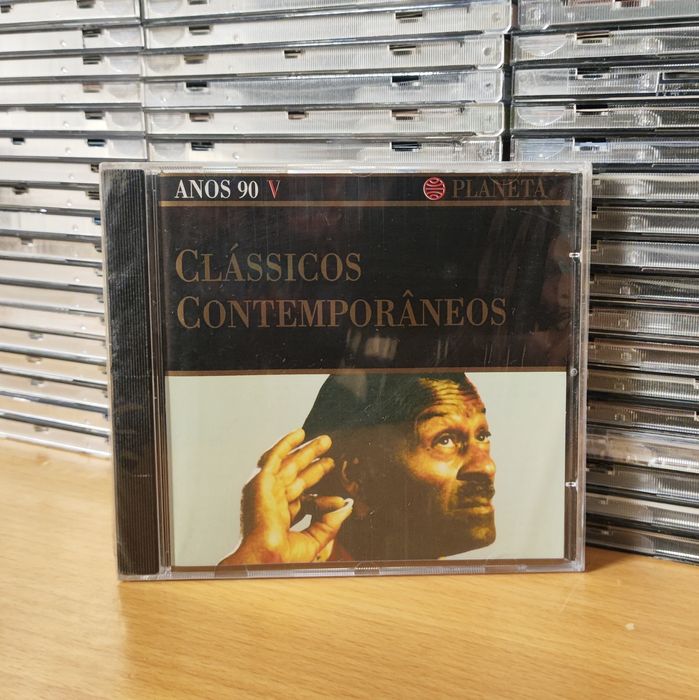 ANOS 90 V
PLANETA
CLÁSSICOS
CONTEMPORÂNEOS